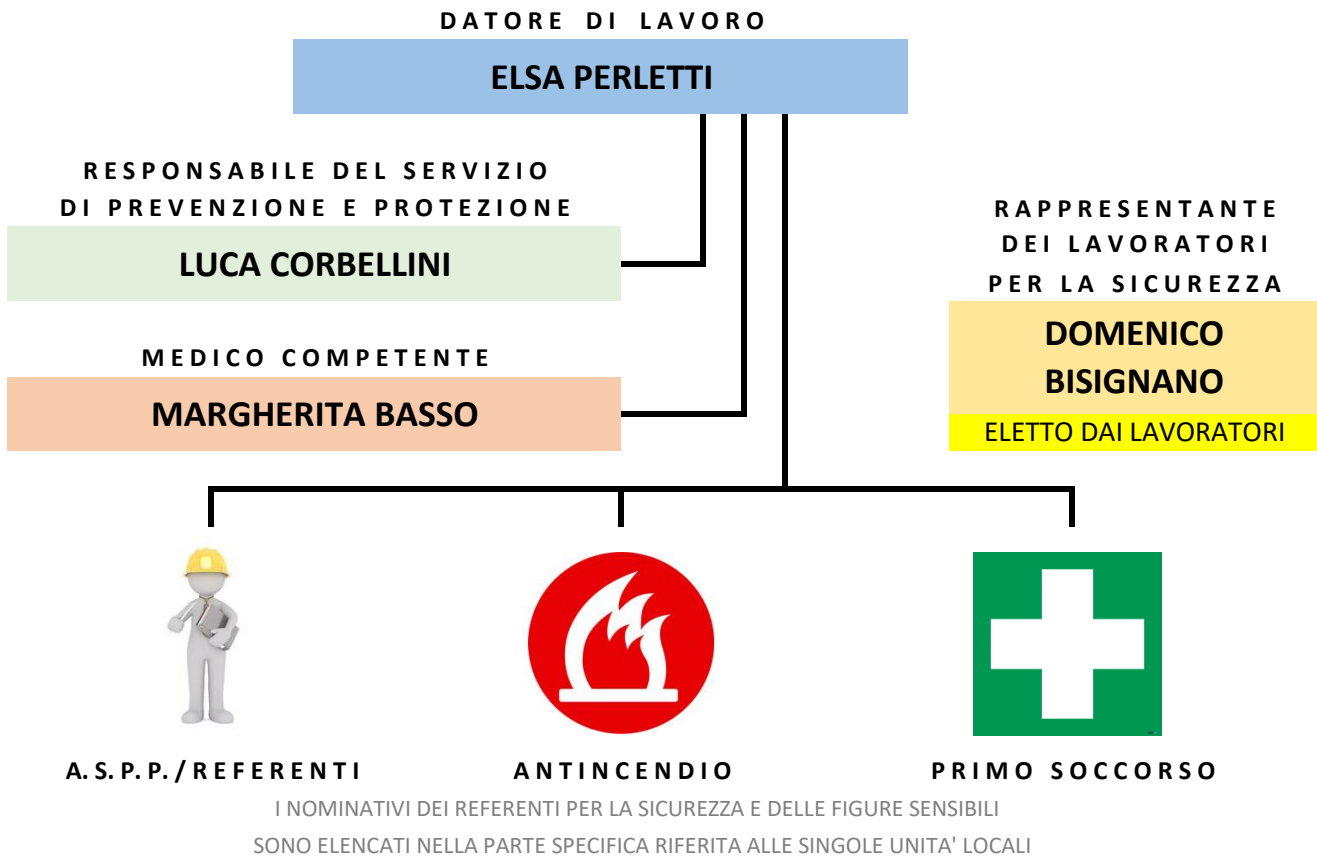 DATORE DI LAVORO
ELSA PERLETTI
RESPONSABILE DEL SERVIZIO
DI PREVENZIONE E PROTEZIONE
LUCA CORBELLINI
MEDICO COMPETENTE
MARGHERITA BASSO
RAPPRESENTANTE
DEI LAVORATORI
PER LA SICUREZZA
DOMENICO
BISIGNANO
ELETTO DAI LAVORATORI
A.S.P.P./REFERENTI
ANTINCENDIO
PRIMO SOCCORSO
I NOMINATIVI DEI REFERENTI PER LA SICUREZZA E DELLE FIGURE SENSIBILI
SONO ELENCATI NELLA PARTE SPECIFICA RIFERITA ALLE SINGOLE UNITA' LOCALI